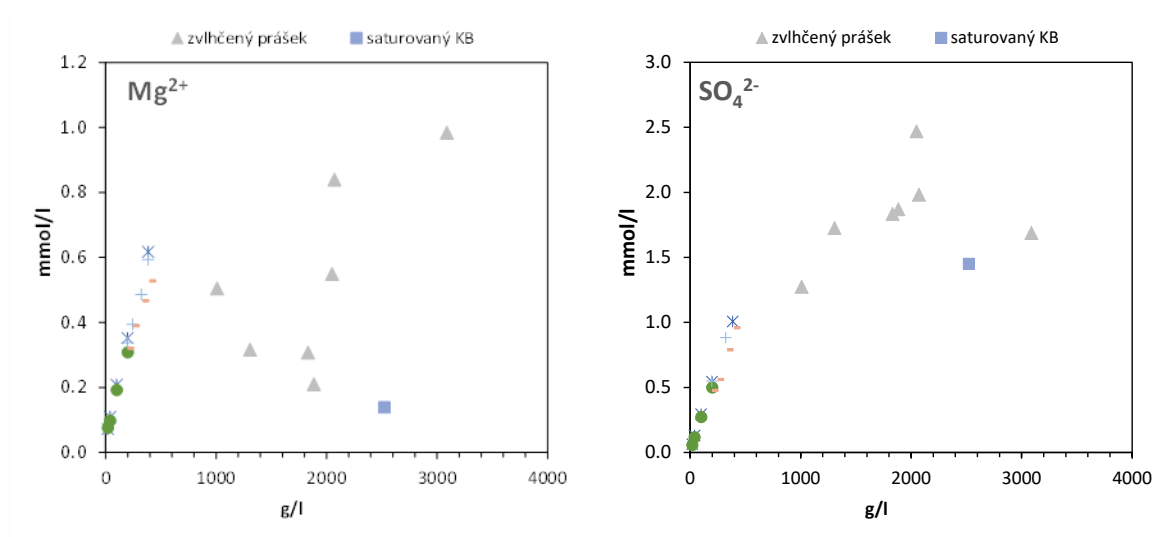 zvlhčený prášek saturovaný KB
Mg²⁺
1.2
1.0
0.8
0.6
0.4
0.2
0.0
mmol/l
0 1000 2000 3000 4000
g/l
zvlhčený prášek saturovaný KB
SO₄²⁻
3.0
2.5
2.0
1.5
1.0
0.5
0.0
mmol/l
0 1000 2000 3000 4000
g/l